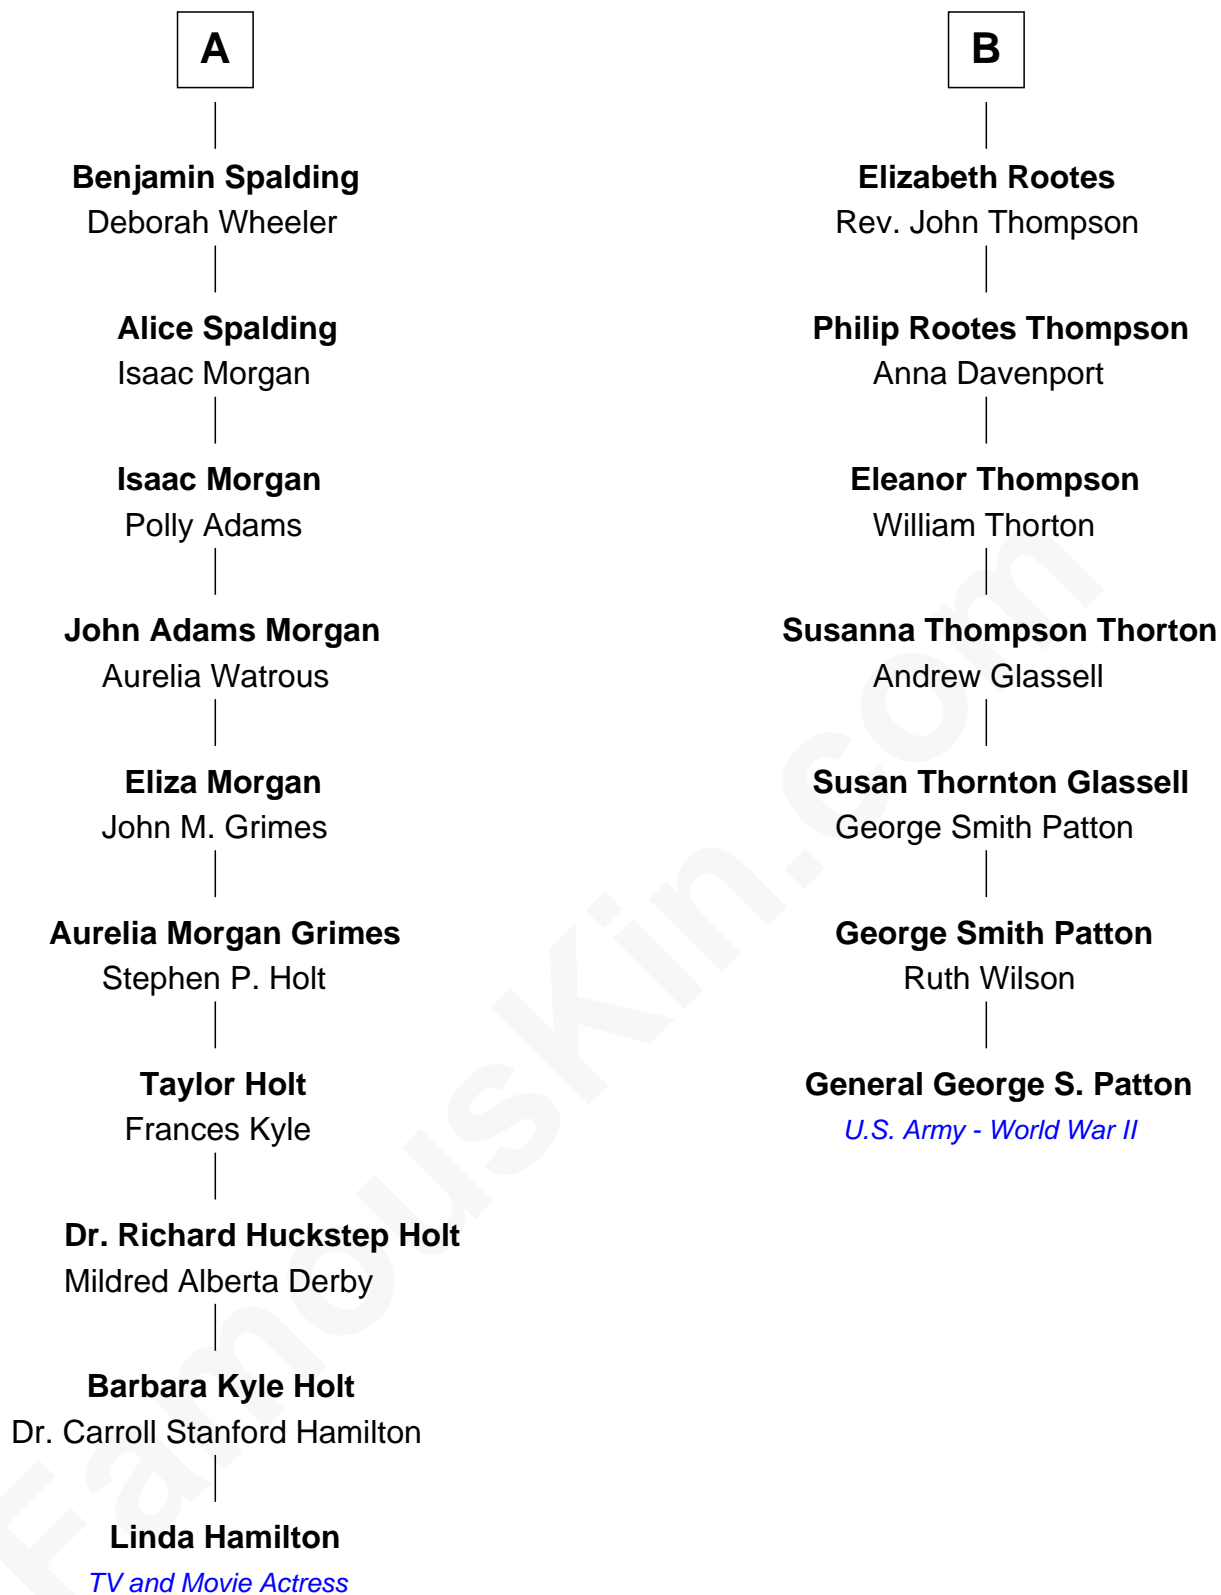 A
Benjamin Spalding
Deborah Wheeler
Alice Spalding
Isaac Morgan
Isaac Morgan
Polly Adams
John Adams Morgan
Aurelia Watrous
Eliza Morgan
John M. Grimes
Aurelia Morgan Grimes
Stephen P. Holt
Taylor Holt
Frances Kyle
Dr. Richard Huckstep Holt
Mildred Alberta Derby
Barbara Kyle Holt
Dr. Carroll Stanford Hamilton
Linda Hamilton
TV and Movie Actress
B
Elizabeth Rootes
Rev. John Thompson
Philip Rootes Thompson
Anna Davenport
Eleanor Thompson
William Thorton
Susanna Thompson Thorton
Andrew Glassell
Susan Thornton Glassell
George Smith Patton
George Smith Patton
Ruth Wilson
General George S. Patton
U.S. Army - World War II
FamousKin.com